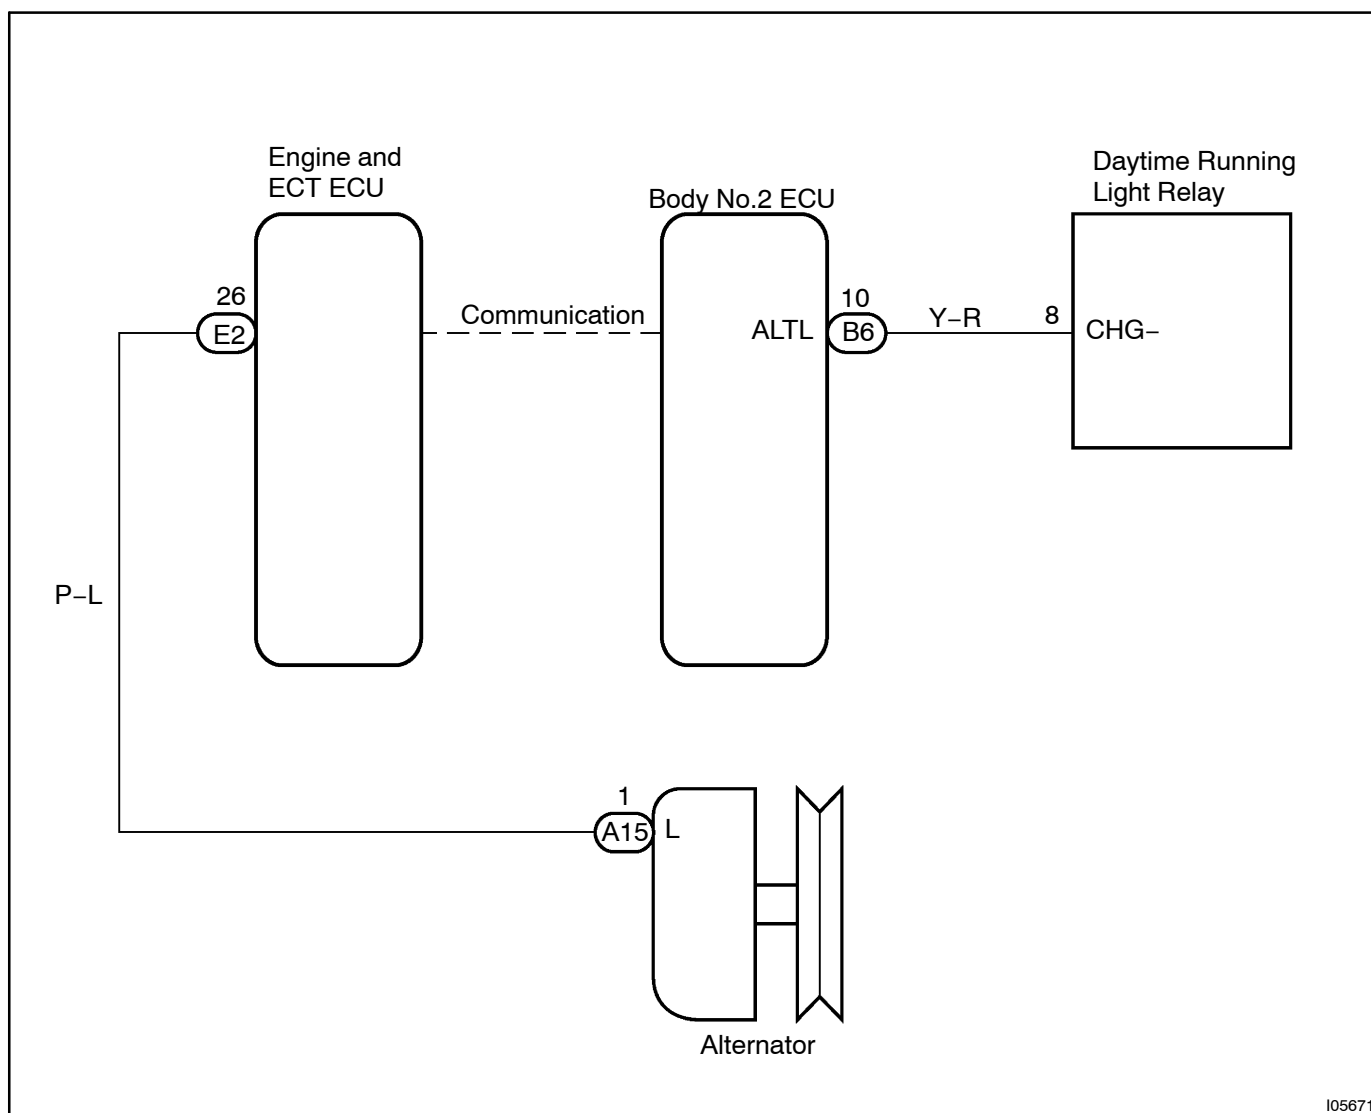 Engine and
ECT ECU
Body No.2 ECU
Daytime Running
Light Relay
26
E2
Communication
ALTL
10
B6
Y−R
8
CHG−
P−L
1
A15
L
Alternator
I05671